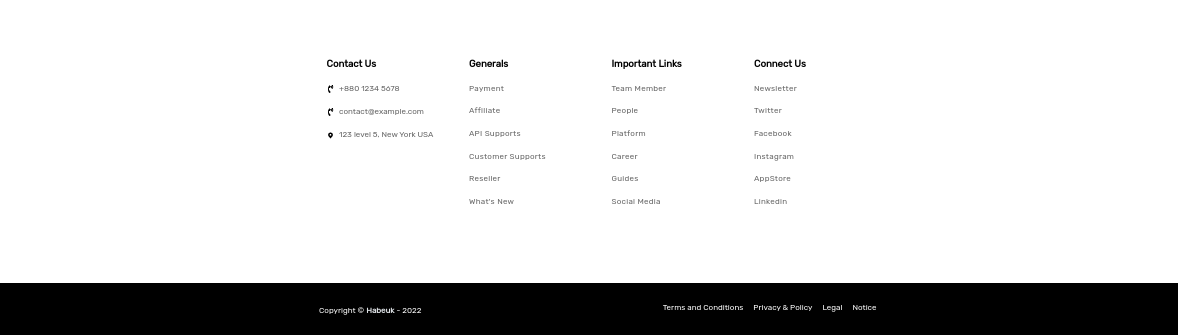 Contact Us
+880 1234 5678
contact@example.com
123 level 5, New York USA
Generals
Payment
Affiliate
API Supports
Customer Supports
Reseller
What's New
Important Links
Team Member
People
Platform
Career
Guides
Social Media
Connect Us
Newsletter
Twitter
Facebook
Instagram
AppStore
Linkedin
Copyright © Habeuk - 2022
Terms and Conditions Privacy & Policy Legal Notice